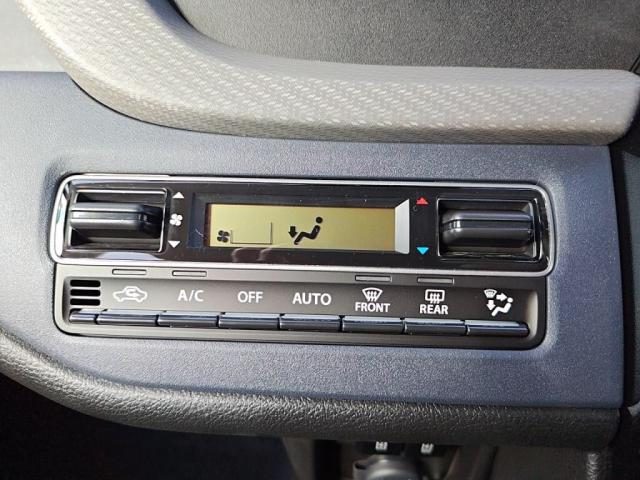 A/C OFF AUTO FRONT REAR